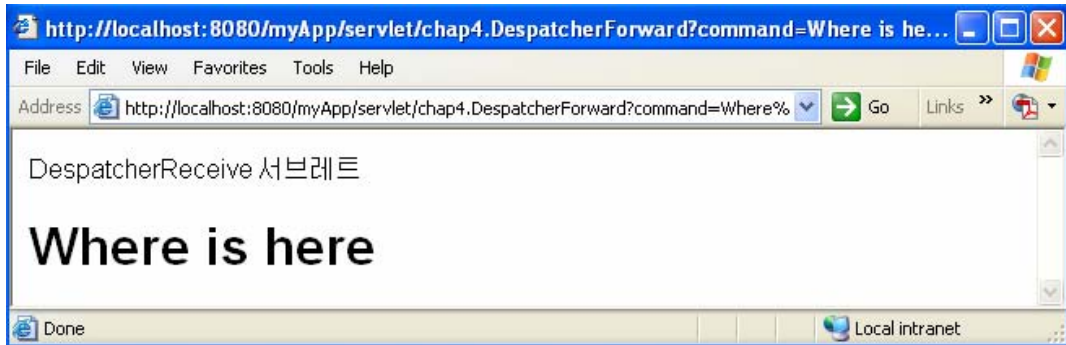 http://localhost:8080/myApp/servlet/chap4.DespatcherForward?command=Where is he...
File Edit View Favorites Tools Help
Address http://localhost:8080/myApp/servlet/chap4.DespatcherForward?command=Where% Go Links »
DespatcherReceive 서브레트
Where is here
Done Local intranet